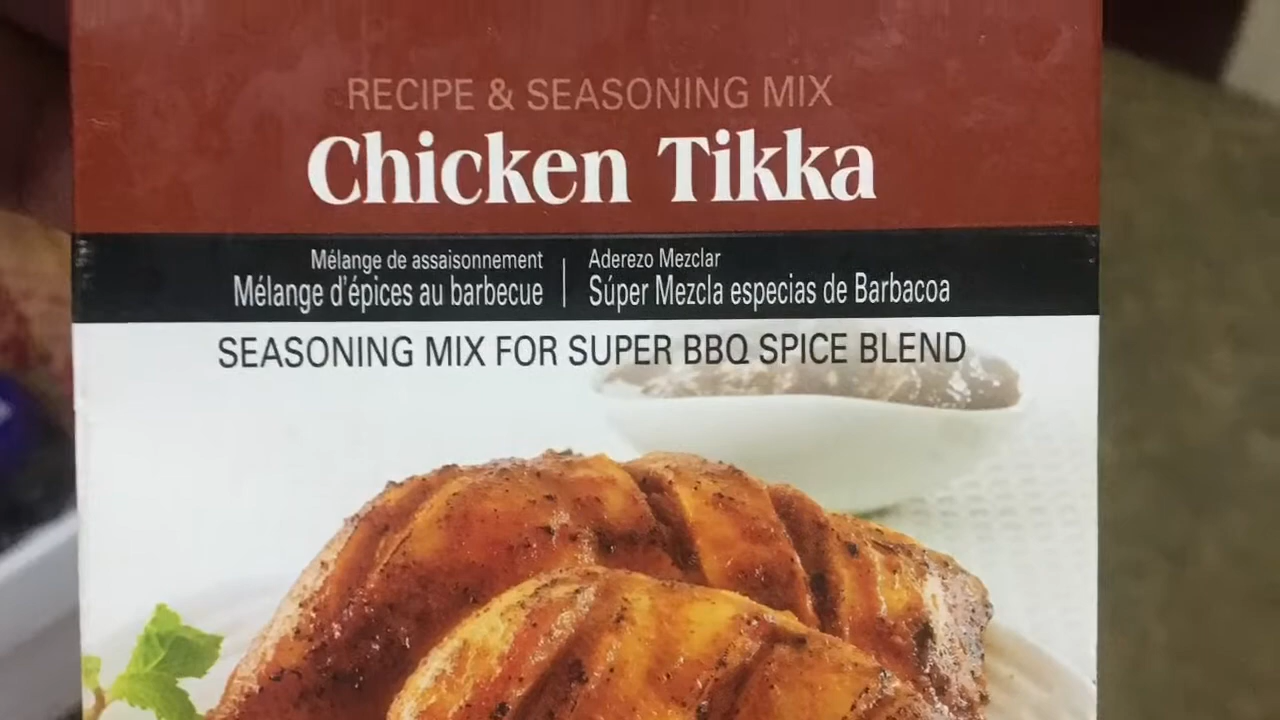 RECIPE & SEASONING MIX
Chicken Tikka
Mélange de assaisonnement
Mélange d'épices au barbecue
Aderezo Mezclar
Súper Mezcla especias de Barbacoa
SEASONING MIX FOR SUPER BBQ SPICE BLEND